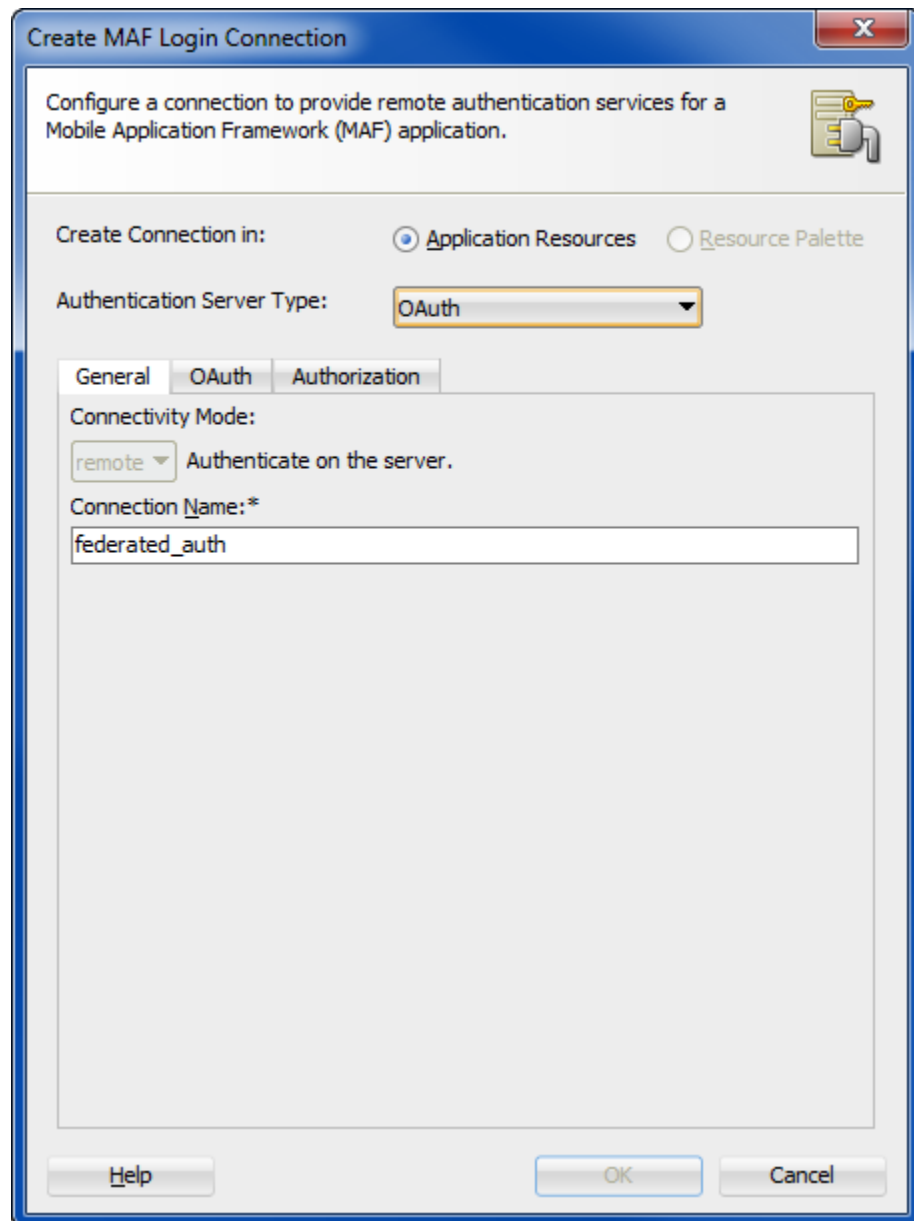 Create MAF Login Connection
Configure a connection to provide remote authentication services for a
Mobile Application Framework (MAF) application.
Create Connection in: Application Resources Resource Palette
Authentication Server Type: OAuth
General OAuth Authorization
Connectivity Mode:
remote Authenticate on the server.
Connection Name:*
federated_auth
Help OK Cancel